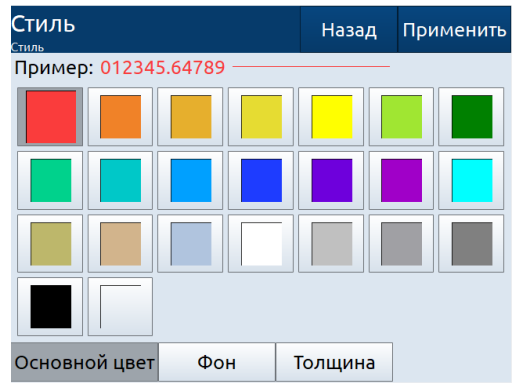 Стиль
Стиль
Назад
Применить
Пример: 012345.64789
Основной цвет
Фон
Толщина